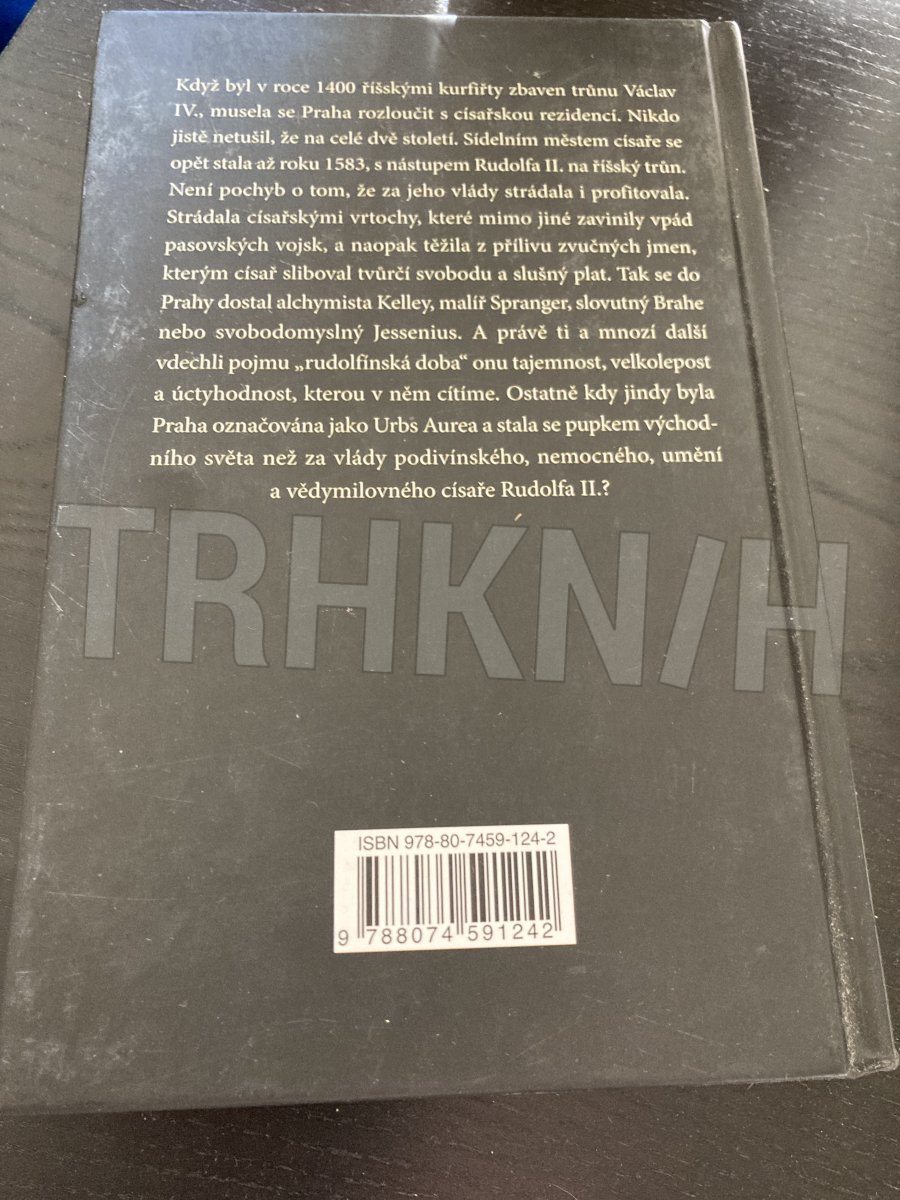 Když byl v roce 1400 říšskými kurfiřty zbaven trůnu Václav
IV., musela se Praha rozloučit s císařskou rezidencí. Nikdo
jistě netušil, že na celé dvě století. Sídelním městem císaře se
opět stala až roku 1583, s nástupem Rudolfa II. na říšský trůn.
Není pochyb o tom, že za jeho vlády strádala i profitovala.
Strádala císařskými vrtochy, které mimo jiné zavinily vpád
pasovských vojsk, a naopak těžila z přílivu zvučných jmen,
kterým císař sliboval tvůrčí svobodu a slušný plat. Tak se do
Prahy dostal alchymista Kelley, malíř Spranger, slovutný Brahe
nebo svobodomyslný Jessenius. A právě ti a mnozí další
vdechli pojmu „rudolfínská doba“ onu tajemnost, velkolepost
a úctyhodnost, kterou v něm cítíme. Ostatně kdy jindy byla
Praha označována jako Urbs Aurea a stala se pupkem východ-
ního světa než za vlády podivínského, nemocného, umění
a vědymilovného císaře Rudolfa II.?
TRHKN/H
ISBN 978-80-7459-124-2
9 788074 591242